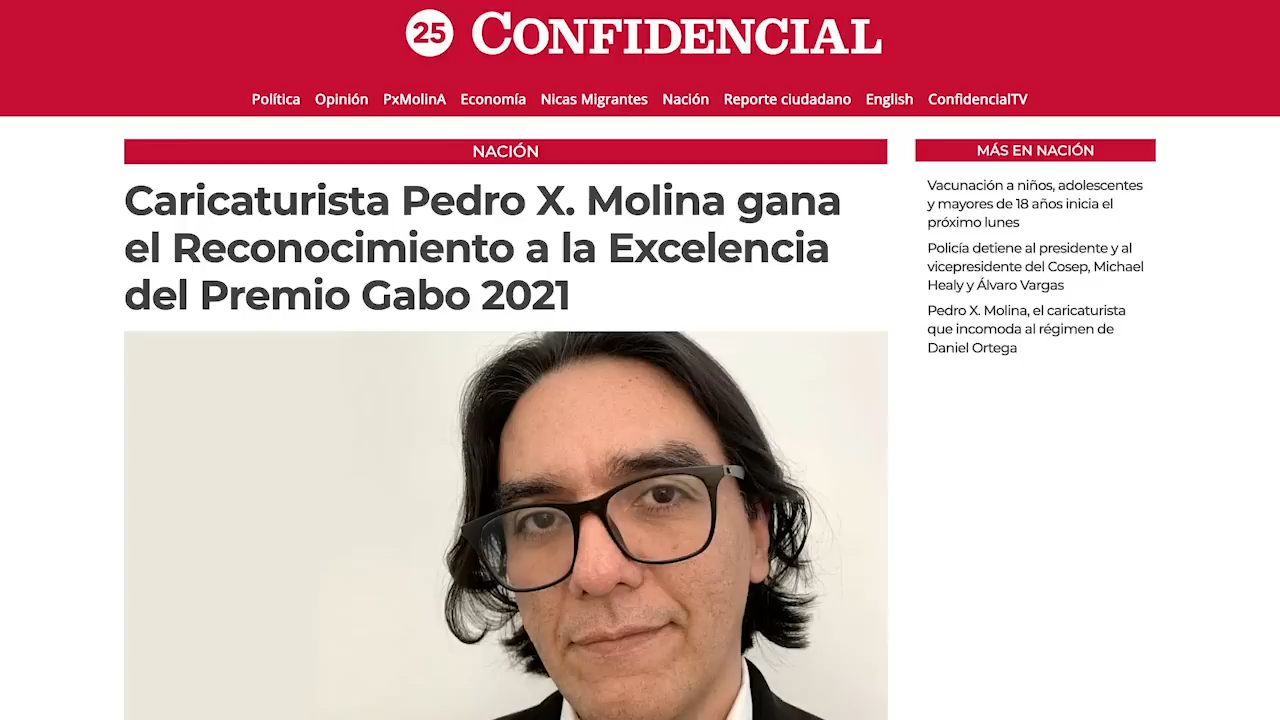 25 CONFIDENCIAL
Política Opinión PxMolinA Economía Nicas Migrantes Nación Reporte ciudadano English ConfidencialTV
NACIÓN
Caricaturista Pedro X. Molina gana
el Reconocimiento a la Excelencia
del Premio Gabo 2021
MÁS EN NACIÓN
Vacunación a niños, adolescentes
y mayores de 18 años inicia el
próximo lunes
Policía detiene al presidente y al
vicepresidente del Cosep, Michael
Healy y Álvaro Vargas
Pedro X. Molina, el caricaturista
que incomoda al régimen de
Daniel Ortega